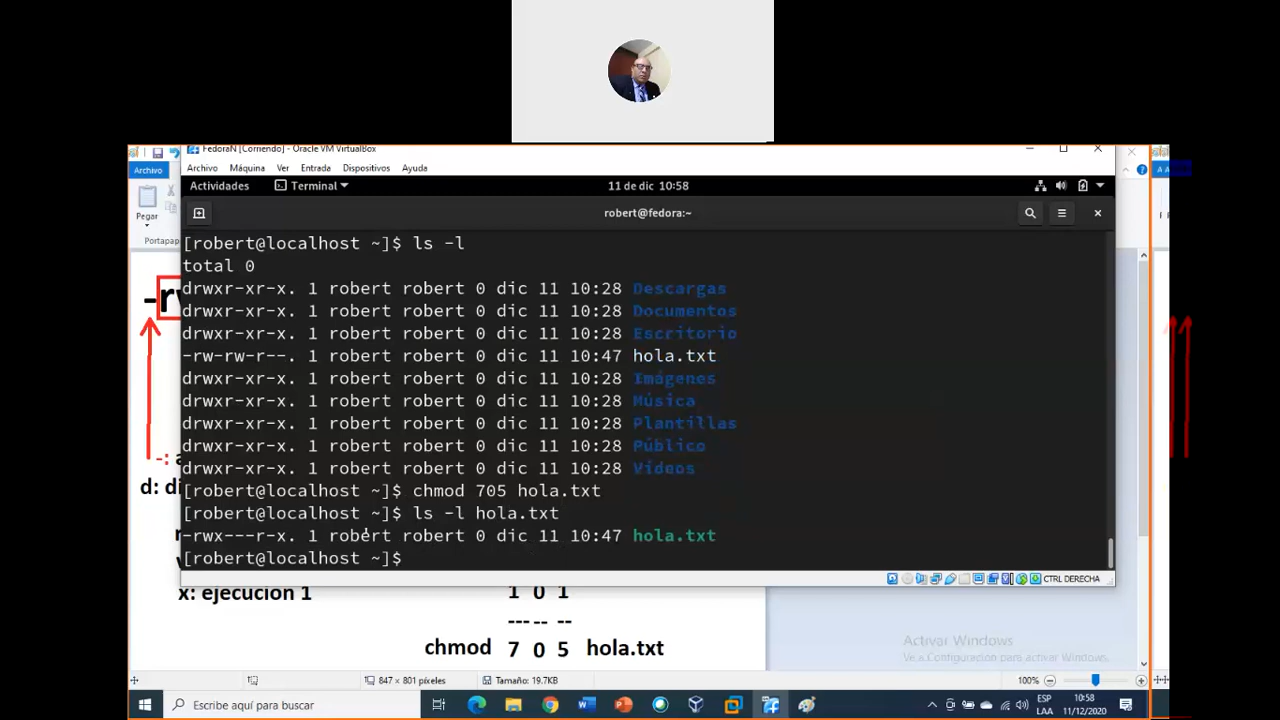 FedoraN [Corriendo] - Oracle VM VirtualBox
Archivo Máquina Ver Entrada Dispositivos Ayuda
Archivo
Actividades Terminal 11 de dic 10:58
Pegar
robert@fedora:~
Portapap
[robert@localhost ~]$ ls -l
total 0
drwxr-xr-x. 1 robert robert 0 dic 11 10:28 Descargas
drwxr-xr-x. 1 robert robert 0 dic 11 10:28 Documentos
drwxr-xr-x. 1 robert robert 0 dic 11 10:28 Escritorio
-rw-rw-r--. 1 robert robert 0 dic 11 10:47 hola.txt
drwxr-xr-x. 1 robert robert 0 dic 11 10:28 Imágenes
drwxr-xr-x. 1 robert robert 0 dic 11 10:28 Música
drwxr-xr-x. 1 robert robert 0 dic 11 10:28 Plantillas
drwxr-xr-x. 1 robert robert 0 dic 11 10:28 Público
drwxr-xr-x. 1 robert robert 0 dic 11 10:28 Vídeos
[robert@localhost ~]$ chmod 705 hola.txt
[robert@localhost ~]$ ls -l hola.txt
-rwx---r-x. 1 robert robert 0 dic 11 10:47 hola.txt
[robert@localhost ~]$
-r
-: a
d: di
CTRL DERECHA
x: ejecucion 1 1 0 1
--- -- --
chmod 7 0 5 hola.txt
Activar Windows
Ve a Configuración para activar Windows.
847 × 801 píxeles Tamaño: 19.7KB 100%
Escribe aquí para buscar
ESP
LAA
10:58
11/12/2020